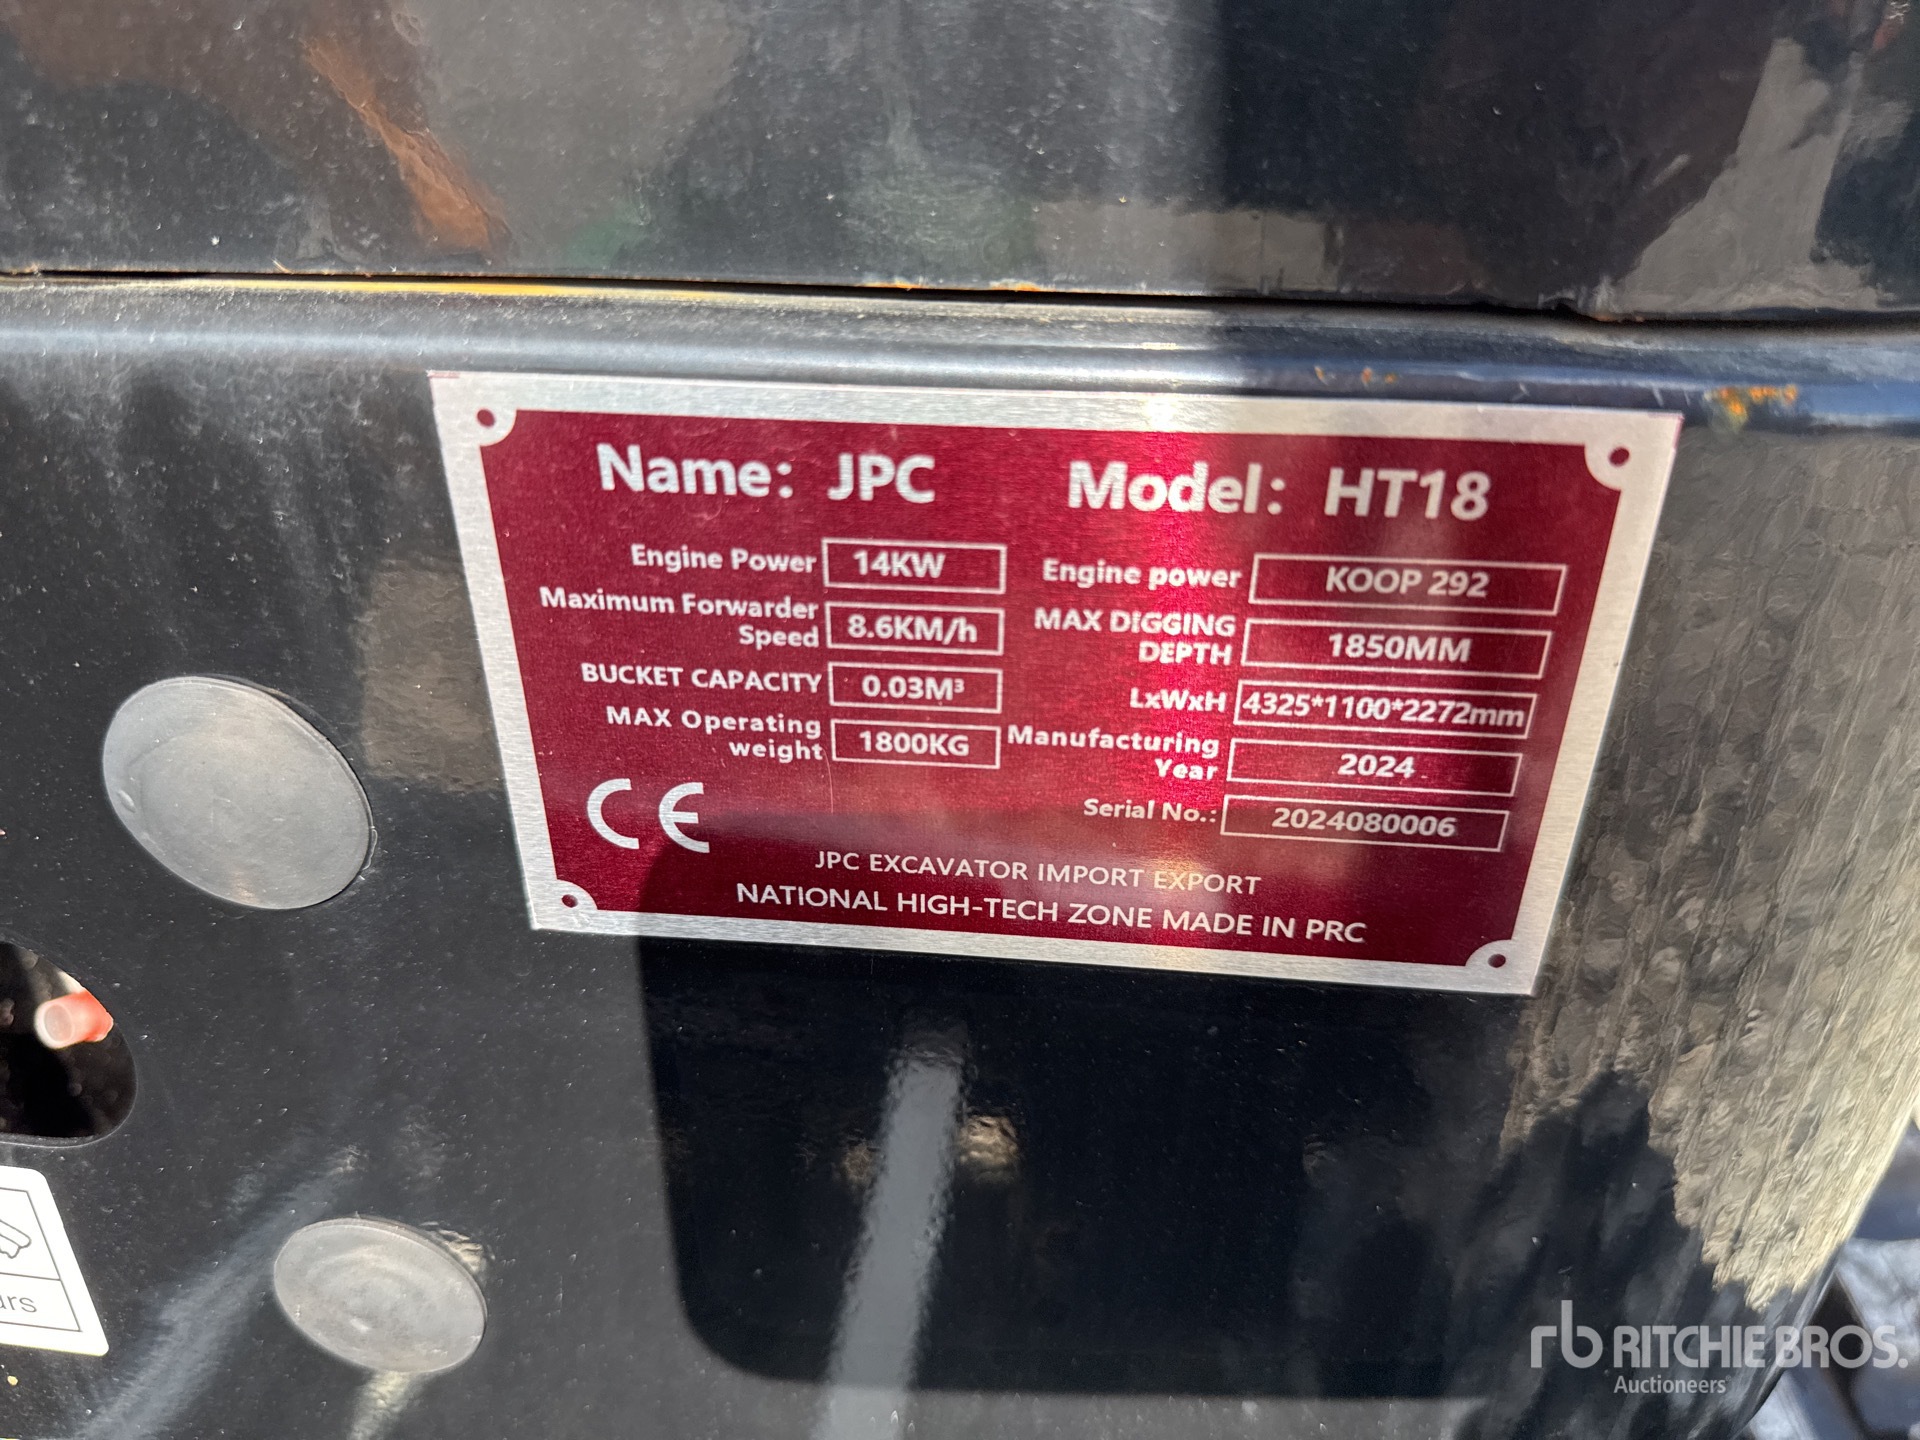 Name: JPC Model: HT18
Engine Power 14KW Engine power KOOP 292
Maximum Forwarder Speed 8.6KM/h MAX DIGGING DEPTH 1850MM
BUCKET CAPACITY 0.03M³ LxWxH 4325*1100*2272mm
MAX Operating weight 1800KG Manufacturing Year 2024
CE Serial No.: 2024080006
JPC EXCAVATOR IMPORT EXPORT
NATIONAL HIGH-TECH ZONE MADE IN PRC
rb RITCHIE BROS.
Auctioneers